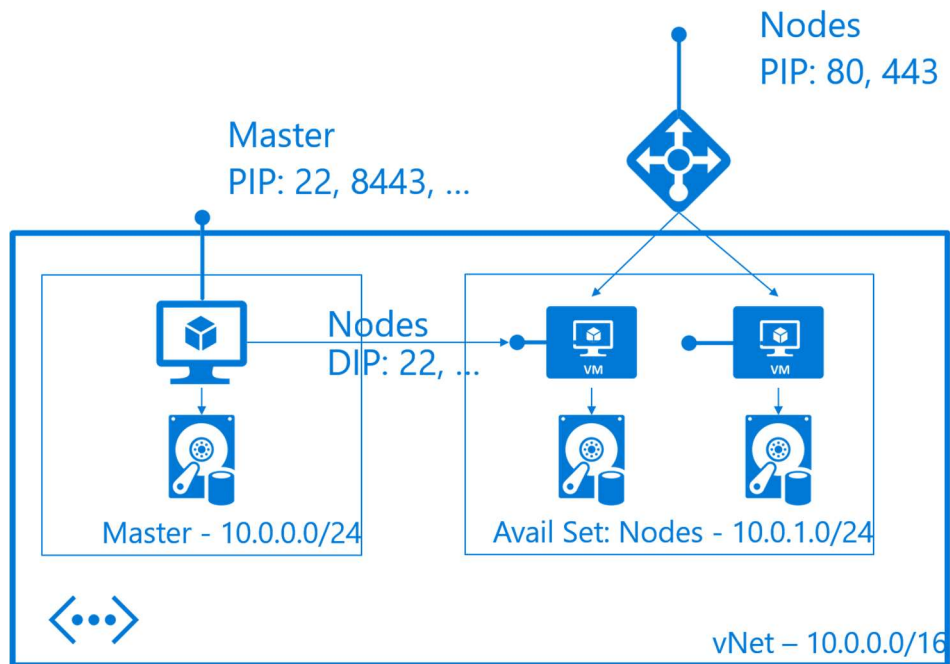 Nodes
PIP: 80, 443
Master
PIP: 22, 8443, ...
Nodes
DIP: 22, ...
VM
VM
Master - 10.0.0.0/24
Avail Set: Nodes - 10.0.1.0/24
vNet – 10.0.0.0/16